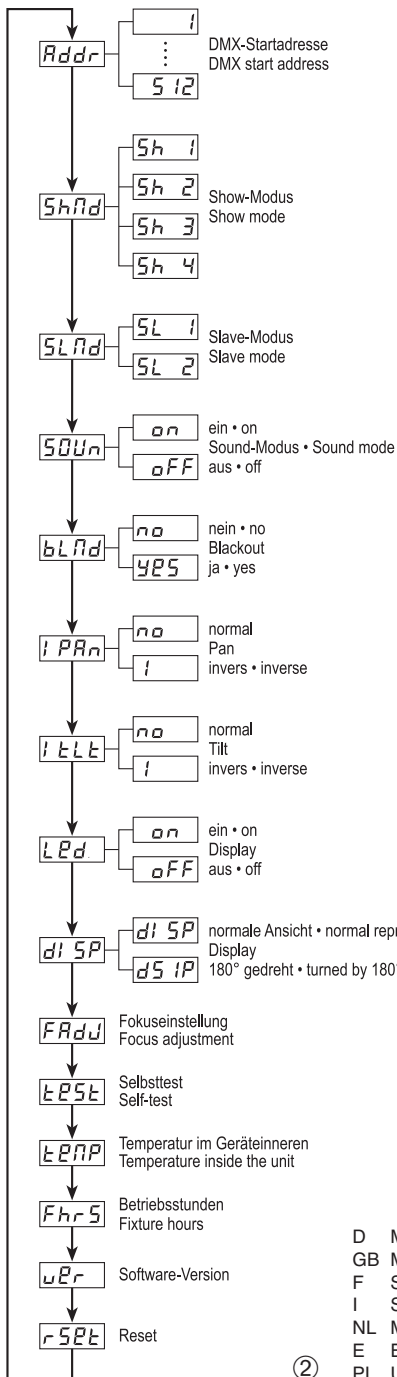 Addr
1
512
DMX-Startadresse
DMX start address
ShMd
Sh 1
Sh 2
Sh 3
Sh 4
Show-Modus
Show mode
SLMd
SL 1
SL 2
Slave-Modus
Slave mode
SOUn
on
oFF
ein • on
Sound-Modus • Sound mode
aus • off
bLMd
no
yes
nein • no
Blackout
ja • yes
IPAn
no
1
normal
Pan
invers • inverse
ItLt
no
1
normal
Tilt
invers • inverse
Led.
on
oFF
ein • on
Display
aus • off
dISP
dISP
dSIP
normale Ansicht • normal repr
Display
180° gedreht • turned by 180°
FAdJ
Fokuseinstellung
Focus adjustment
test
Selbsttest
Self-test
teMP
Temperatur im Geräteinneren
Temperature inside the unit
FhrS
Betriebsstunden
Fixture hours
ver
Software-Version
rSet
Reset
②
D M
GB M
F S
I S
NL M
E E
PL U